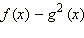 f (x) − g² (x)